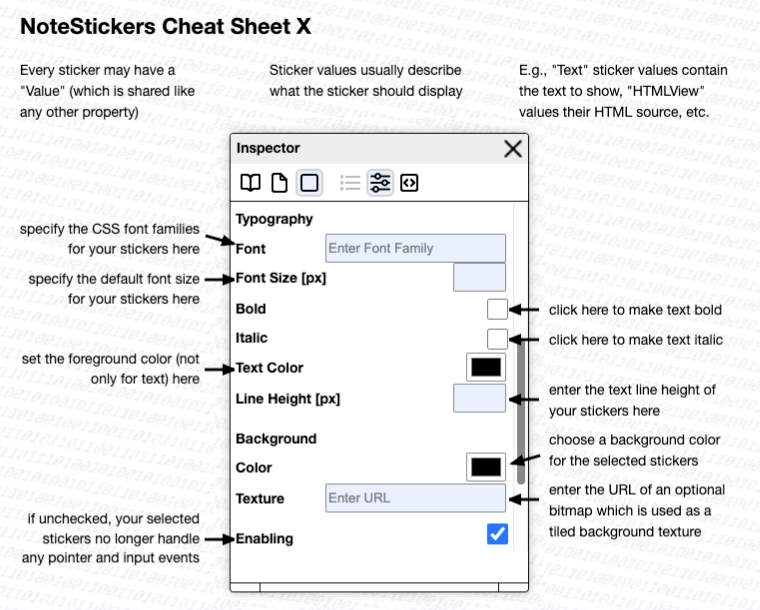 NoteStickers Cheat Sheet X
Every sticker may have a
"Value" (which is shared like
any other property)
Sticker values usually describe
what the sticker should display
E.g., "Text" sticker values contain
the text to show, "HTMLView"
values their HTML source, etc.
Inspector
Typography
specify the CSS font families
for your stickers here
Font
Enter Font Family
specify the default font size
for your stickers here
Font Size [px]
Bold
click here to make text bold
Italic
click here to make text italic
set the foreground color (not
only for text) here
Text Color
Line Height [px]
enter the text line height of
your stickers here
Background
Color
choose a background color
for the selected stickers
Texture
Enter URL
enter the URL of an optional
bitmap which is used as a
tiled background texture
if unchecked, your selected
stickers no longer handle
any pointer and input events
Enabling